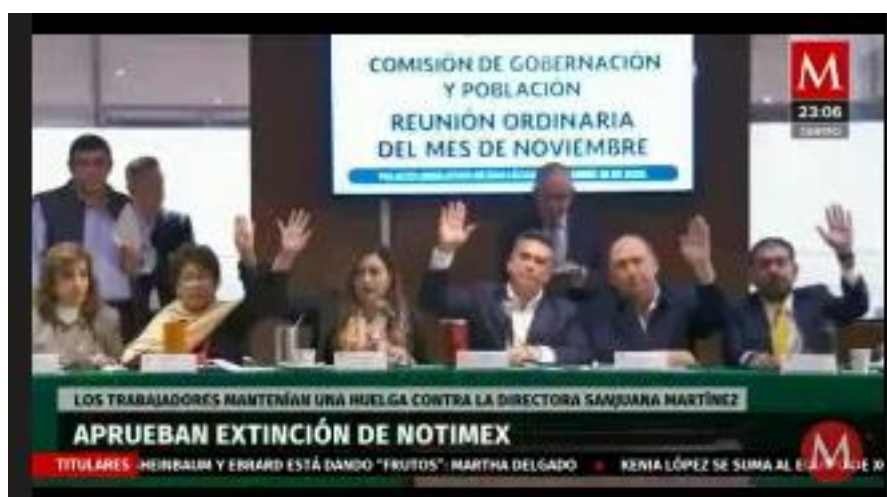 COMISIÓN DE GOBERNACIÓN
Y POBLACIÓN
REUNIÓN ORDINARIA
DEL MES DE NOVIEMBRE
M
23:06
LOS TRABAJADORES MANTENÍAN UNA HUELGA CONTRA LA DIRECTORA SANJUANA MARTÍNEZ
APRUEBAN EXTINCIÓN DE NOTIMEX
TITULARES -HEINBAUM Y EBRARD ESTÁ DANDO "FRUTOS": MARTHA DELGADO KENIA LÓPEZ SE SUMA AL
M